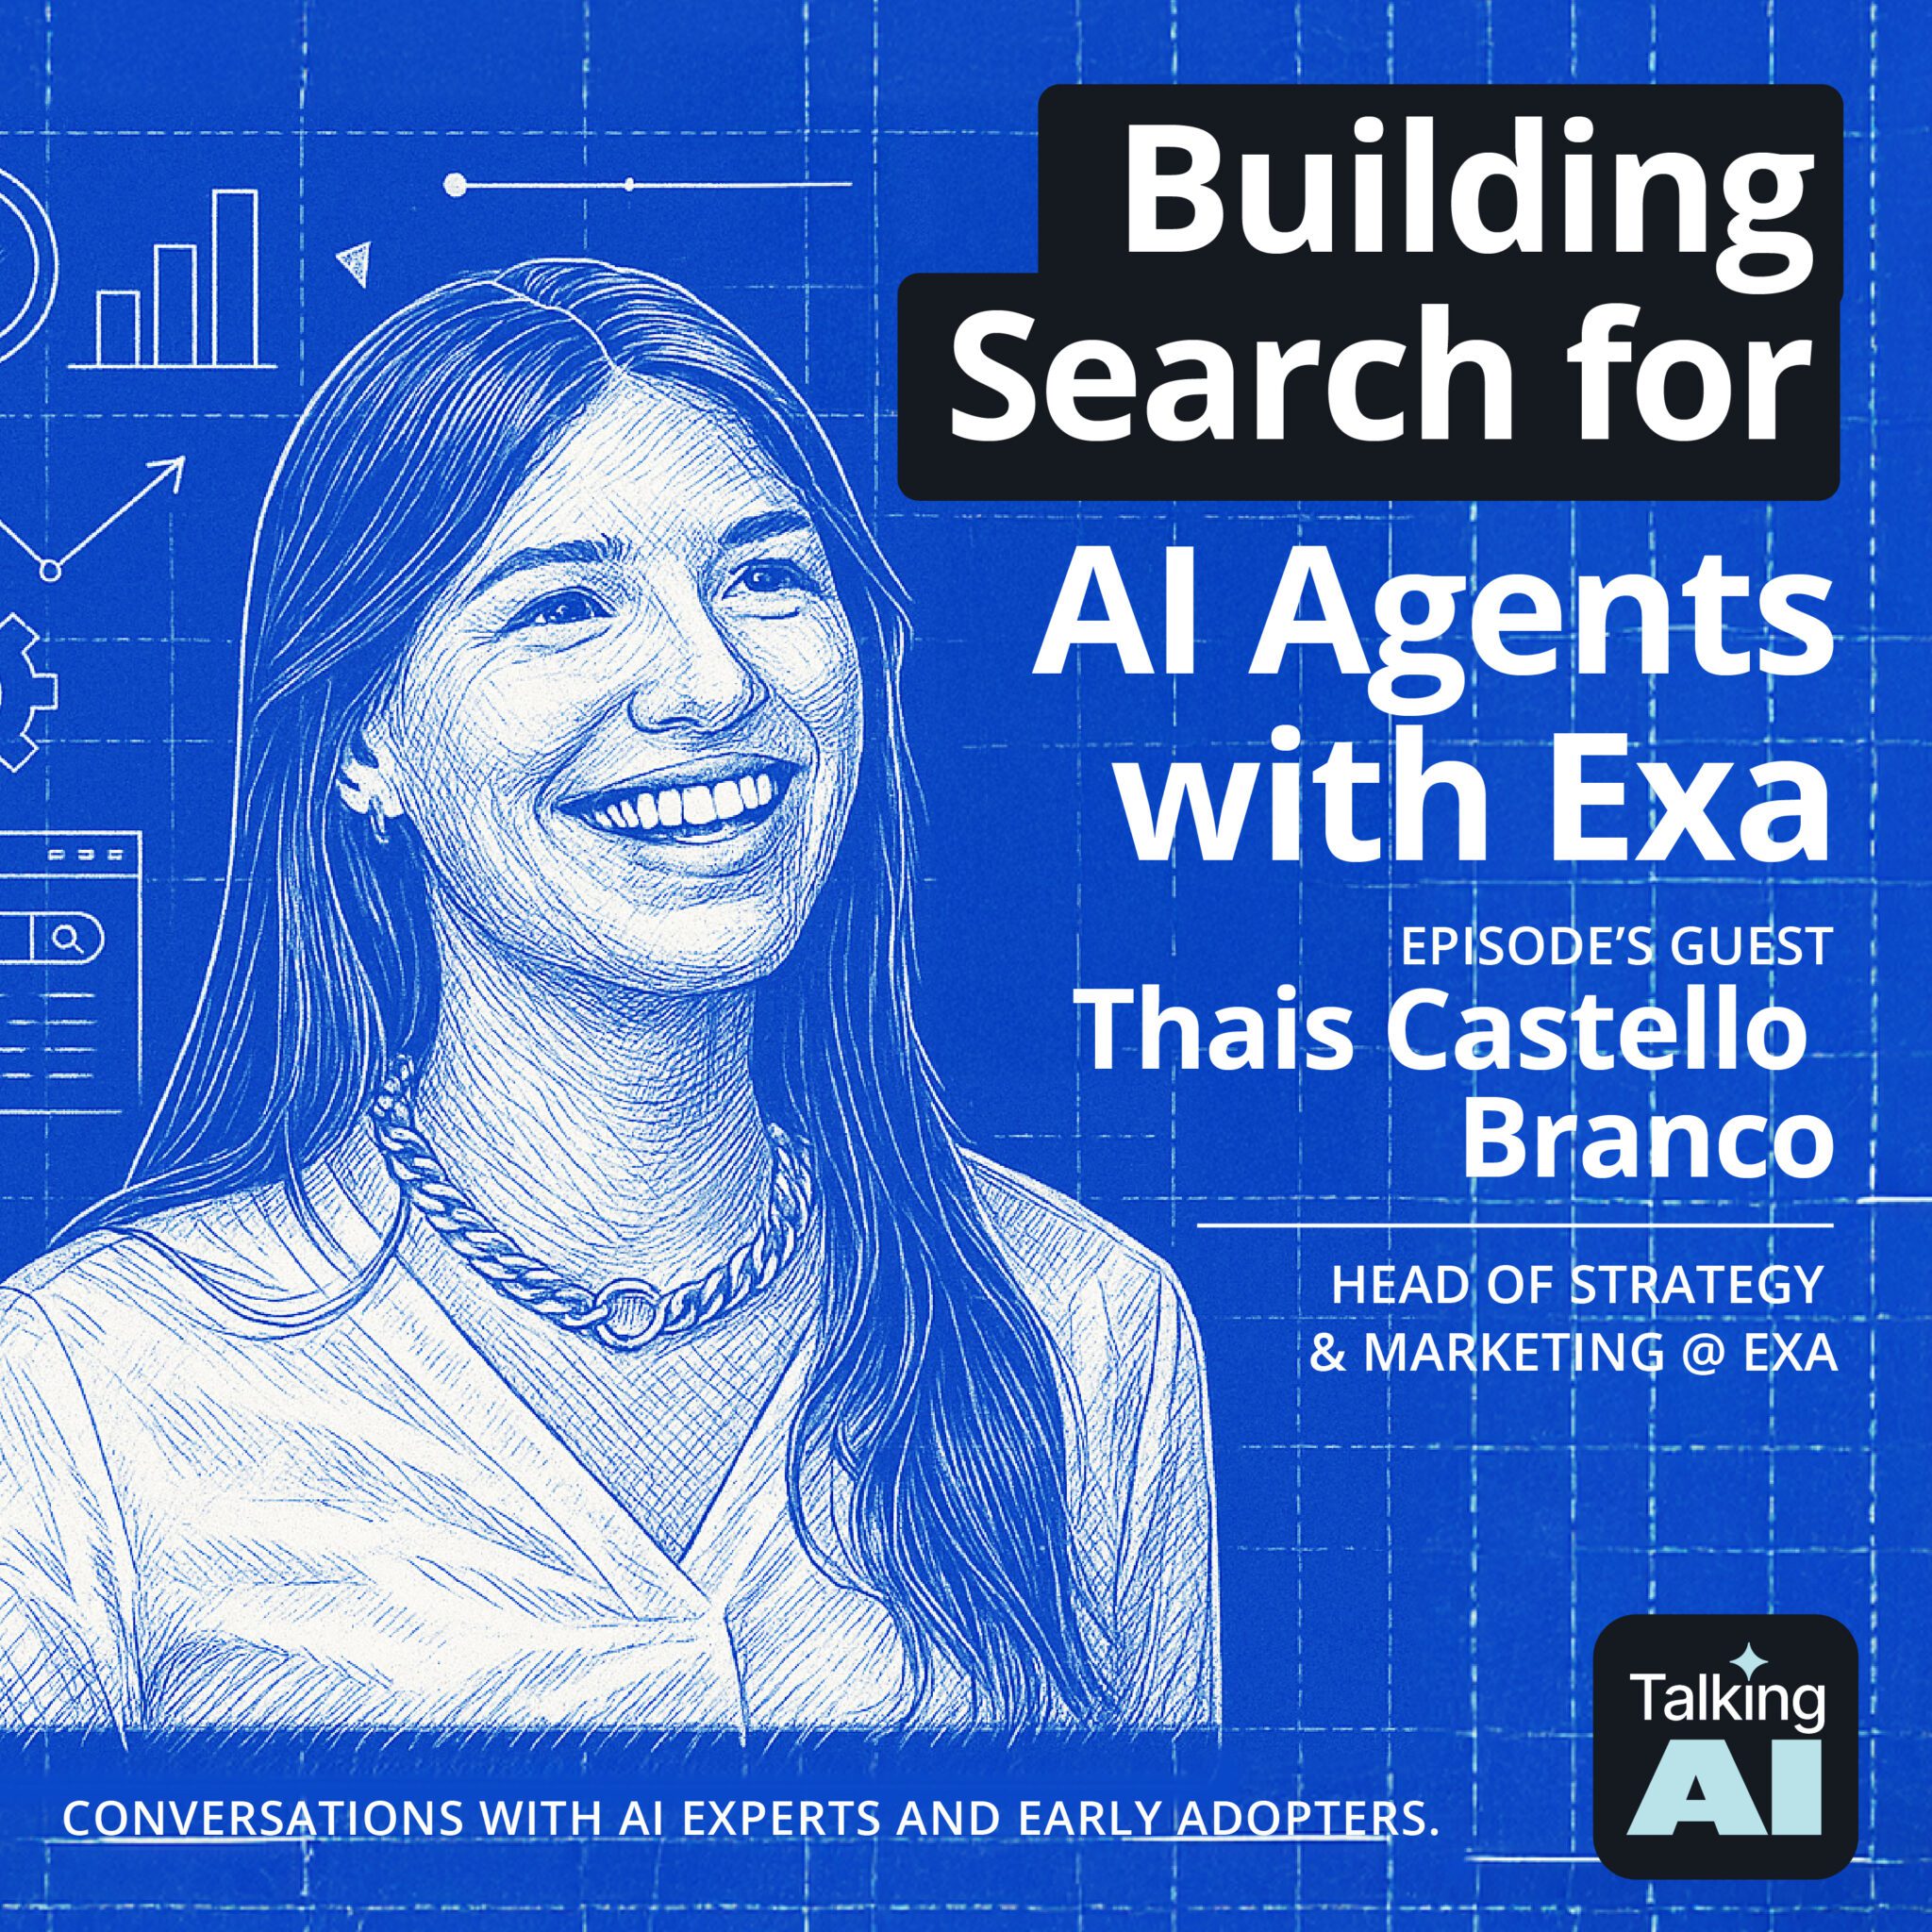 Building
Search for
AI Agents
with Exa
EPISODE’S GUEST
Thais Castello
Branco
HEAD OF STRATEGY
& MARKETING @ EXA
CONVERSATIONS WITH AI EXPERTS AND EARLY ADOPTERS.
Talking
AI